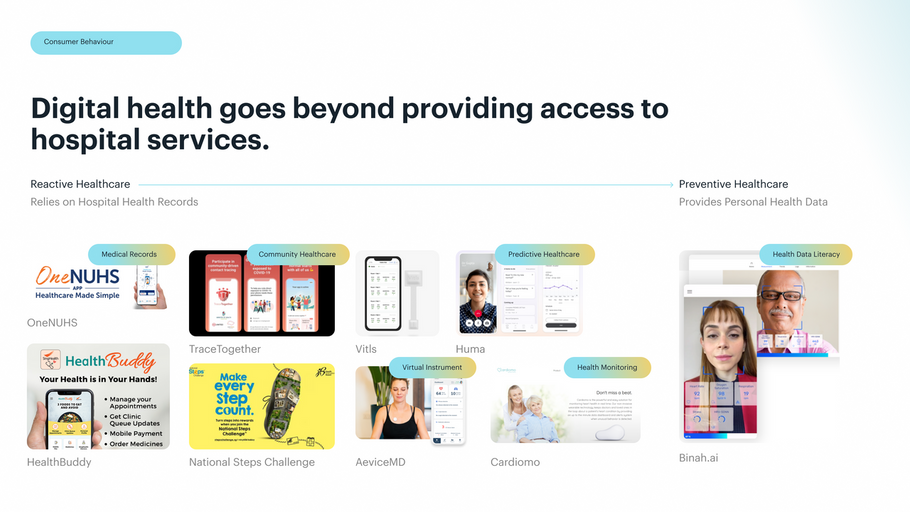 Consumer Behaviour
Digital health goes beyond providing access to
hospital services.
Reactive Healthcare
Preventive Healthcare
Relies on Hospital Health Records
Provides Personal Health Data
Medical Records
OneNUHS
APP
Healthcare Made Simple
OneNUHS
Community Healthcare
TraceTogether
Vitls
Predictive Healthcare
Huma
Health Data Literacy
Binah.ai
HealthBuddy
Your Health is in Your Hands!
• Manage your
Appointments
• Get Clinic
Queue Updates
• Mobile Payment
• Order Medicines
HealthBuddy
Make
every
Step
count.
National Steps Challenge
Virtual Instrument
AeviceMD
Health Monitoring
Don't miss a beat.
Cardiomo